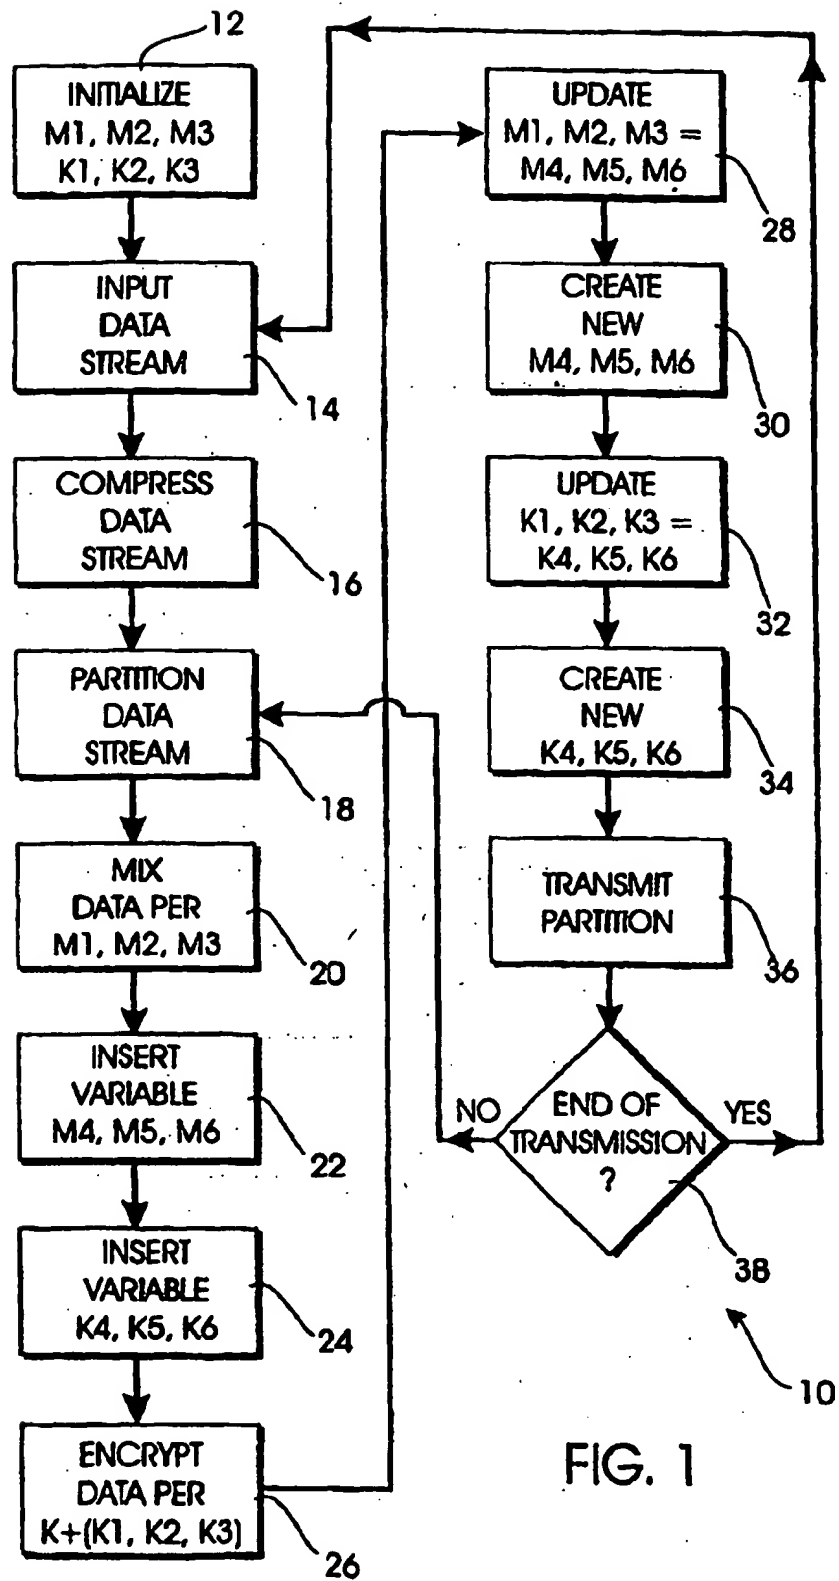 12
INITIALIZE
M1, M2, M3
K1, K2, K3
INPUT
DATA
STREAM
14
COMPRESS
DATA
STREAM
16
PARTITION
DATA
STREAM
18
MIX
DATA PER
M1, M2, M3
20
INSERT
VARIABLE
M4, M5, M6
22
INSERT
VARIABLE
K4, K5, K6
24
ENCRYPT
DATA PER
K+(K1, K2, K3)
26
UPDATE
M1, M2, M3 =
M4, M5, M6
28
CREATE
NEW
M4, M5, M6
30
UPDATE
K1, K2, K3 =
K4, K5, K6
32
CREATE
NEW
K4, K5, K6
34
TRANSMIT
PARTITION
36
NO
END OF
TRANSMISSION
?
YES
38
10
FIG. 1